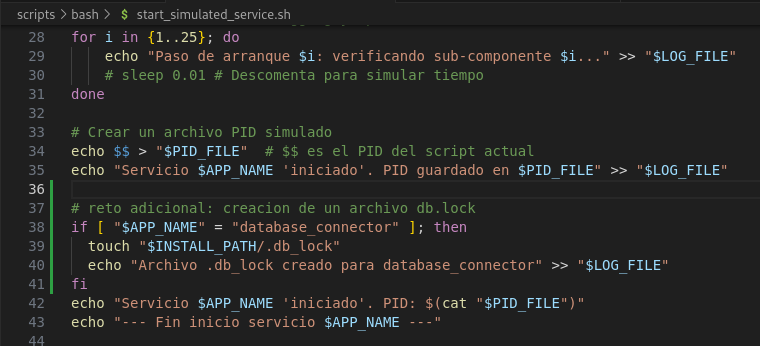 scripts > bash > $ start_simulated_service.sh
28 for i in {1..25}; do
29     echo "Paso de arranque $i: verificando sub-componente $i..." >> "$LOG_FILE"
30     # sleep 0.01 # Descomenta para simular tiempo
31 done
32
33 # Crear un archivo PID simulado
34 echo $$ > "$PID_FILE"  # $$ es el PID del script actual
35 echo "Servicio $APP_NAME 'iniciado'. PID guardado en $PID_FILE" >> "$LOG_FILE"
36
37 # reto adicional: creacion de un archivo db.lock
38 if [ "$APP_NAME" = "database_connector" ]; then
39   touch "$INSTALL_PATH/.db_lock"
40   echo "Archivo .db_lock creado para database_connector" >> "$LOG_FILE"
41 fi
42 echo "Servicio $APP_NAME 'iniciado'. PID: $(cat "$PID_FILE")"
43 echo "--- Fin inicio servicio $APP_NAME ---"
44